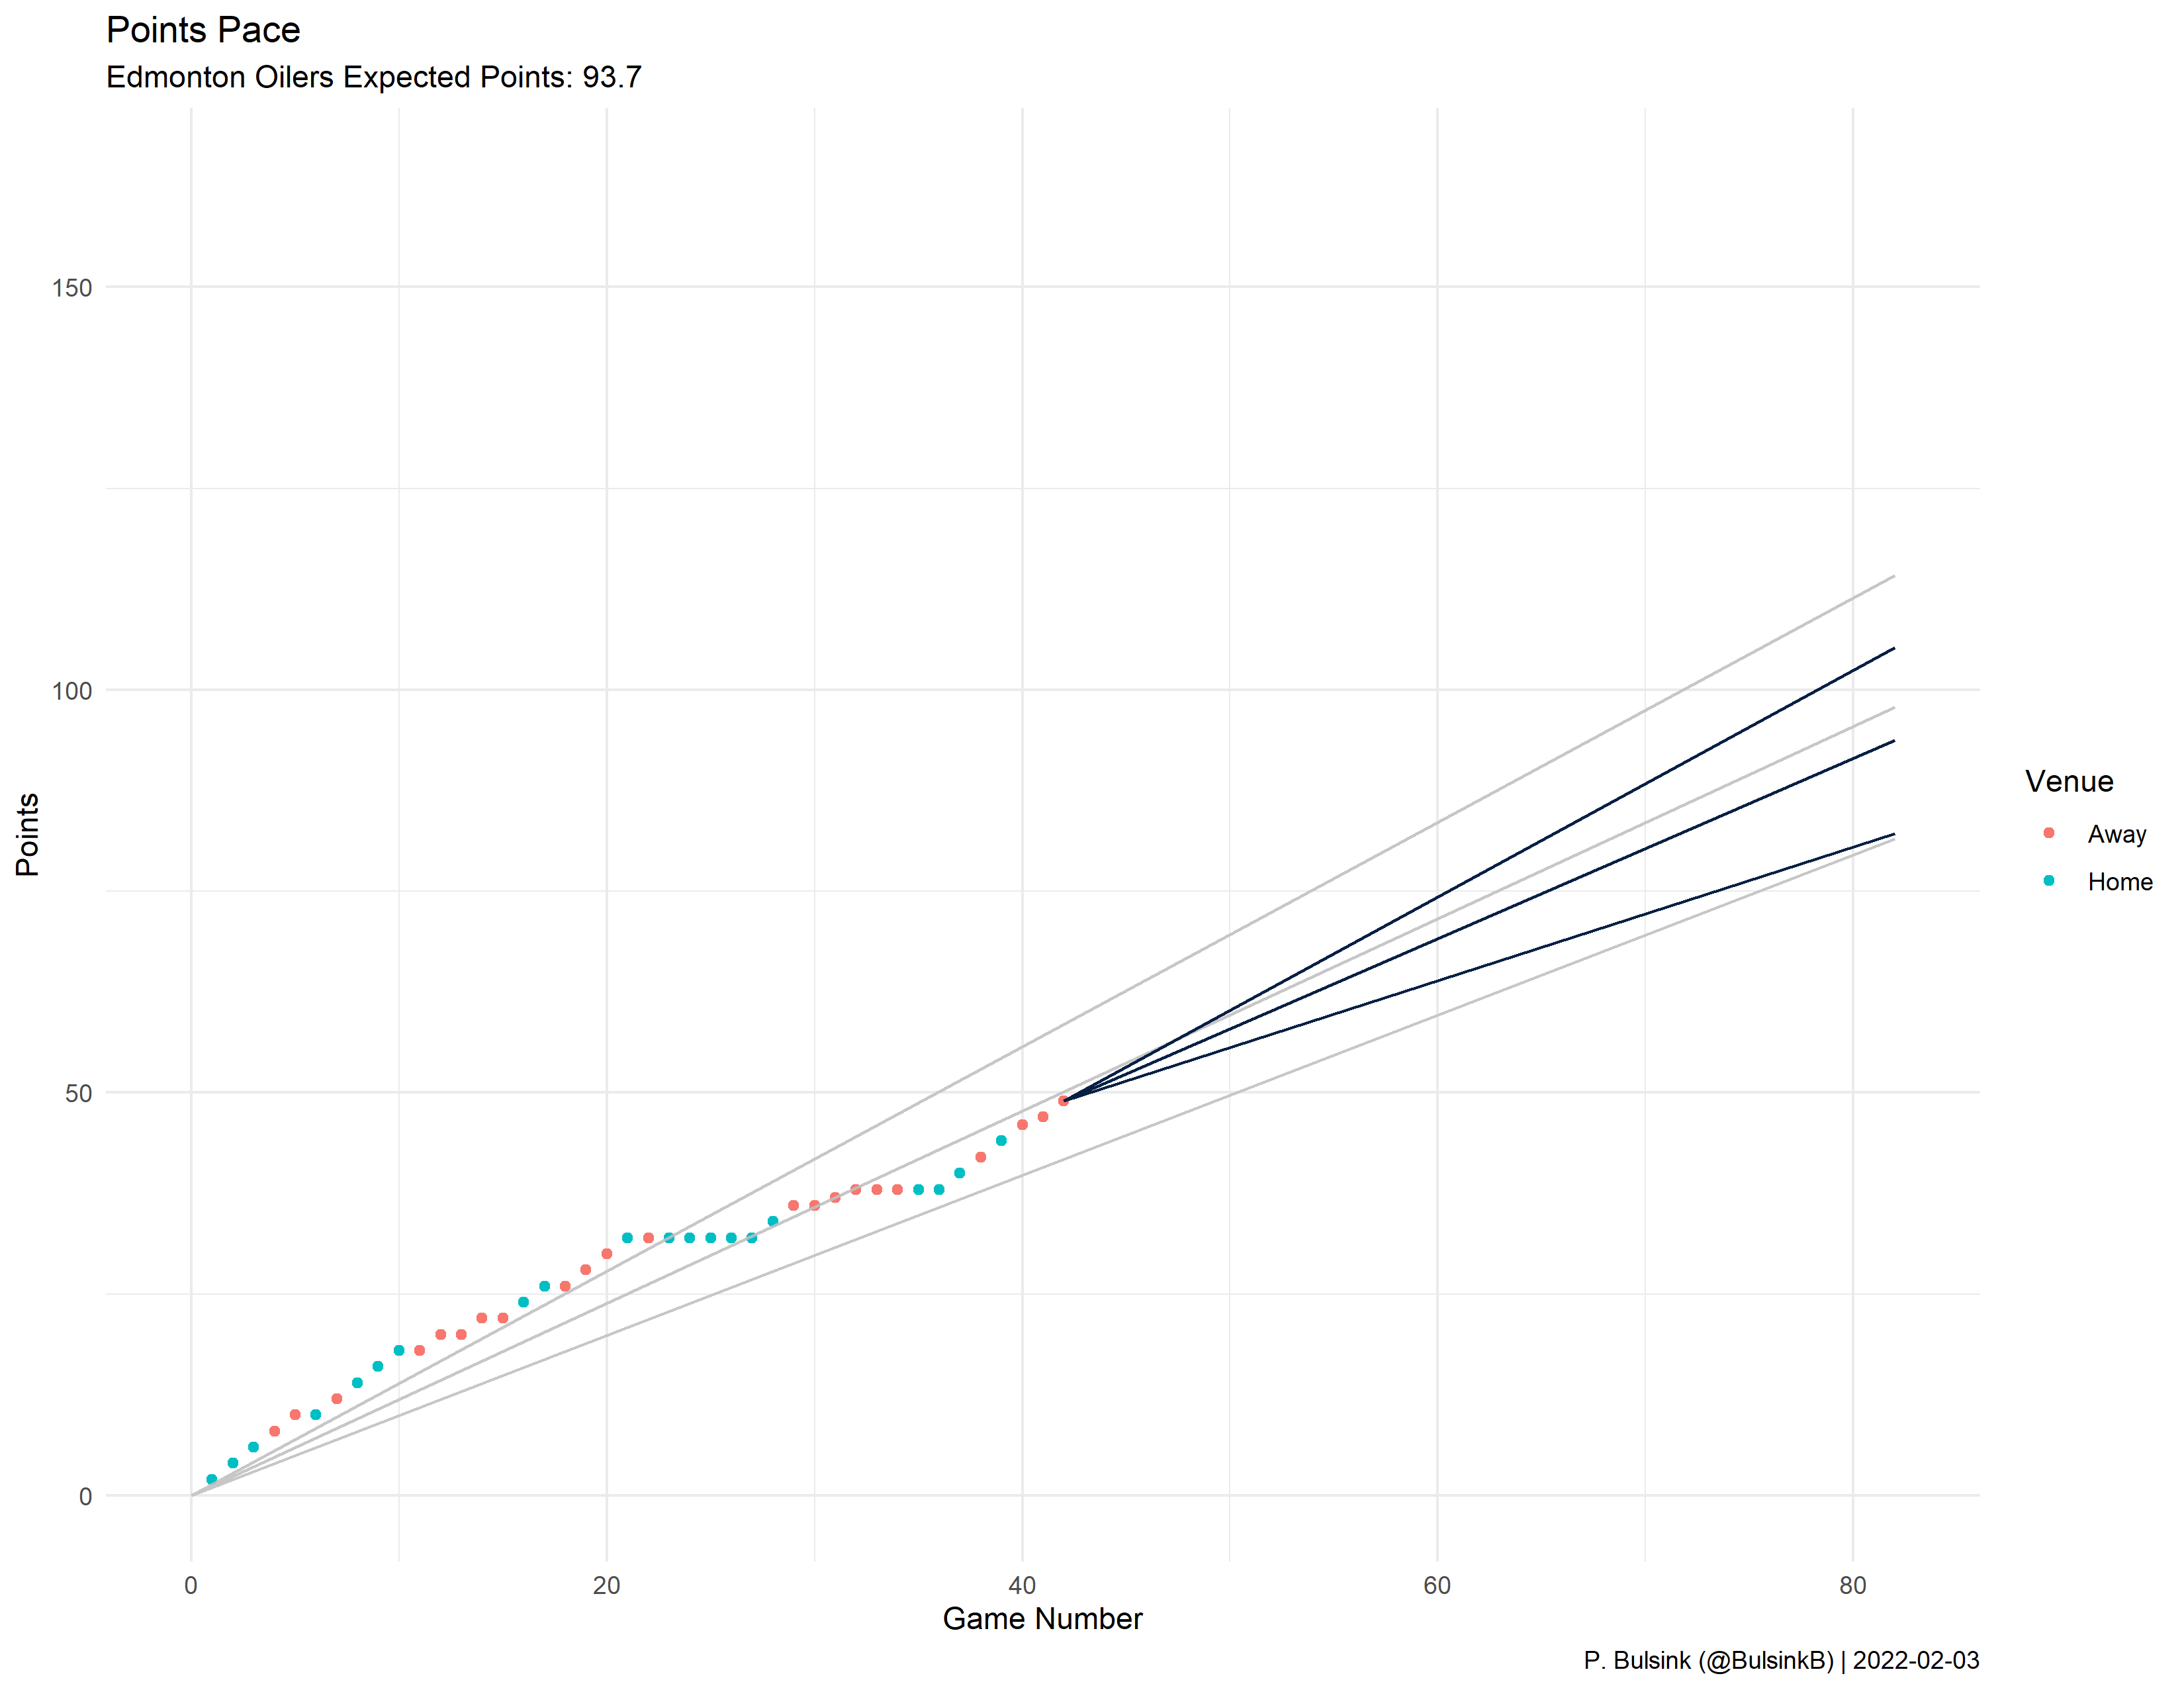 Points Pace
Edmonton Oilers Expected Points: 93.7
150
100
50
0
Points
0 20 40 60 80
Game Number
Venue
Away
Home
P. Bulsink (@BulsinkB) | 2022-02-03